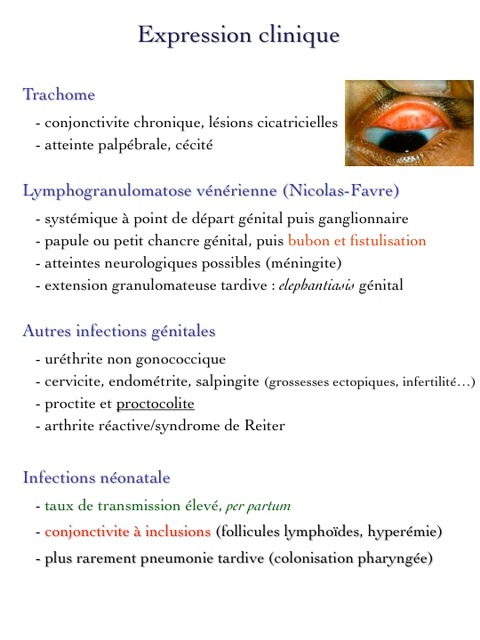 Expression clinique
Trachome
- conjonctivite chronique, lésions cicatricielles
- atteinte palpébrale, cécité
Lymphogranulomatose vénérienne (Nicolas-Favre)
- systémique à point de départ génital puis ganglionnaire
- papule ou petit chancre génital, puis bubon et fistulisation
- atteintes neurologiques possibles (méningite)
- extension granulomateuse tardive : elephantiasis génital
Autres infections génitales
- uréthrite non gonococcique
- cervicite, endométrite, salpingite (grossesses ectopiques, infertilité...)
- proctite et proctocolite
- arthrite réactive/syndrome de Reiter
Infections néonatale
- taux de transmission élevé, per partum
- conjonctivite à inclusions (follicules lymphoïdes, hyperémie)
- plus rarement pneumonie tardive (colonisation pharyngée)